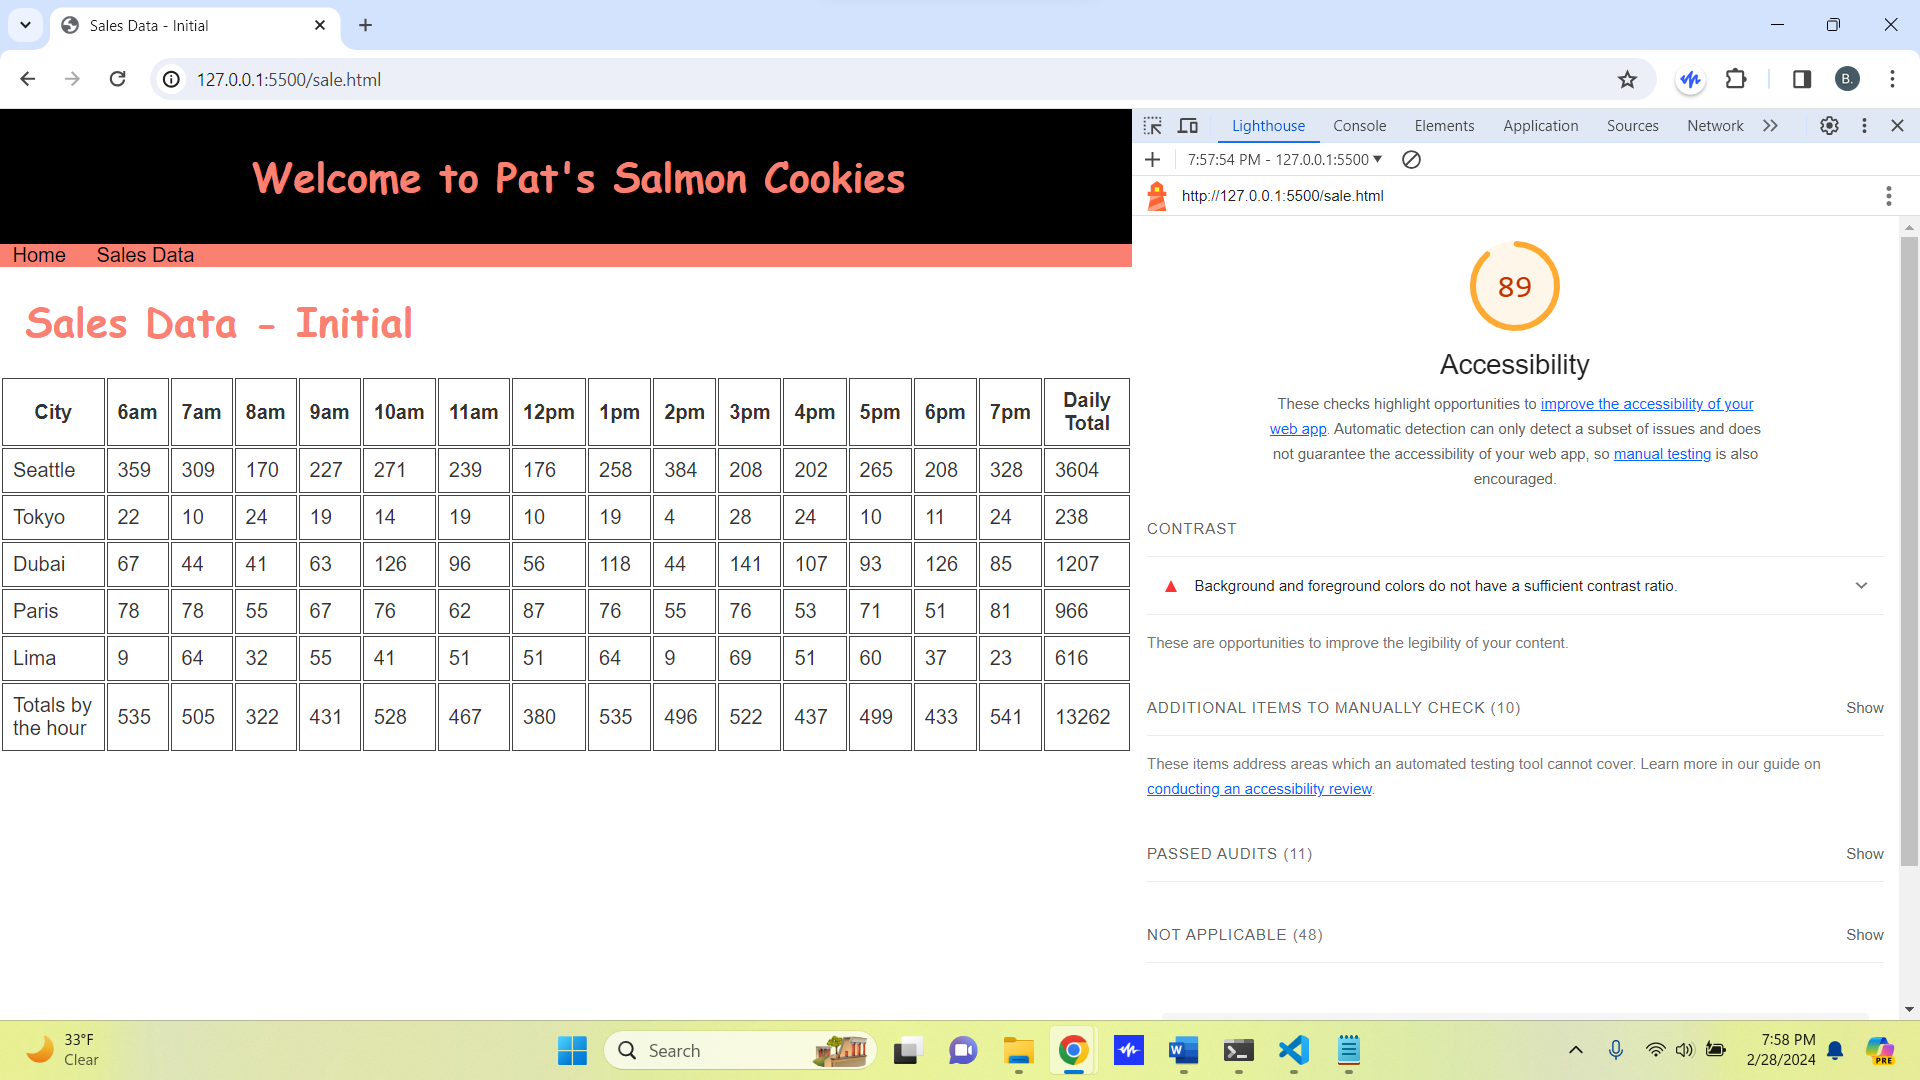 Sales Data - Initial
127.0.0.1:5500/sale.html
B.
Welcome to Pat's Salmon Cookies
Home Sales Data
Sales Data - Initial
City 6am 7am 8am 9am 10am 11am 12pm 1pm 2pm 3pm 4pm 5pm 6pm 7pm Daily Total
Seattle 359 309 170 227 271 239 176 258 384 208 202 265 208 328 3604
Tokyo 22 10 24 19 14 19 10 19 4 28 24 10 11 24 238
Dubai 67 44 41 63 126 96 56 118 44 141 107 93 126 85 1207
Paris 78 78 55 67 76 62 87 76 55 76 53 71 51 81 966
Lima 9 64 32 55 41 51 51 64 9 69 51 60 37 23 616
Totals by the hour 535 505 322 431 528 467 380 535 496 522 437 499 433 541 13262
Lighthouse Console Elements Application Sources Network
7:57:54 PM - 127.0.0.1:5500
http://127.0.0.1:5500/sale.html
89
Accessibility
These checks highlight opportunities to improve the accessibility of your
web app. Automatic detection can only detect a subset of issues and does
not guarantee the accessibility of your web app, so manual testing is also
encouraged.
CONTRAST
Background and foreground colors do not have a sufficient contrast ratio.
These are opportunities to improve the legibility of your content.
ADDITIONAL ITEMS TO MANUALLY CHECK (10) Show
These items address areas which an automated testing tool cannot cover. Learn more in our guide on
conducting an accessibility review.
PASSED AUDITS (11) Show
NOT APPLICABLE (48) Show
33°F
Clear
Search
W
PRE
7:58 PM
2/28/2024